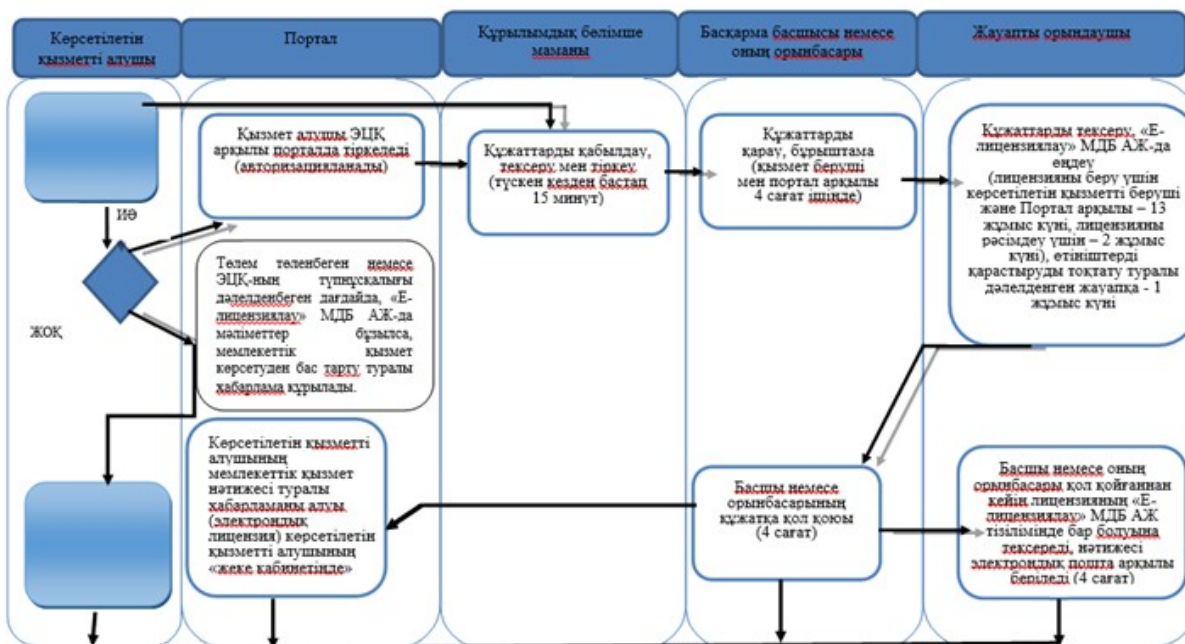 Көрсетілетін
қызметті алушы
Портал
Құрылымдық бөлімше
маманы
Басқарма басшысы немесе
оның орынбасары
Жауапты орындаушы
Қызмет алушы ЭЦҚ
арқылы порталда тіркеледі
(авторизацияланады)
Құжаттарды қабылдау,
тексеру мен тіркеу
(түскен кезден бастап
15 минут)
Құжаттарды
қарау, бұрыштама
(қызмет беруші
мен портал арқылы
4 сағат ішінде)
Құжаттарды тексеру, «Е-
лицензиялау» МДБ АЖ-да
өңдеу
(лицензияны беру үшін
көрсетілетін қызметті беруші
және Портал арқылы – 13
жұмыс күні, лицензияны
рәсімдеу үшін – 2 жұмыс
күні), өтініштерді
қарастыруды тоқтату туралы
дәлелденген жауапқа - 1
жұмыс күні
ИӘ
ЖОҚ
Төлем төленбеген немесе
ЭЦҚ-ның түпнұсқалығы
дәлелденбеген дағдайда, «Е-
лицензиялау» МДБ АЖ-да
мәліметтер бұзылса,
мемлекеттік қызмет
көрсетуден бас тарту туралы
хабарлама құрылады.
Көрсетілетін қызметті
алушының
мемлекеттік қызмет
нәтижесі туралы
хабарламаны алуы
(электрондық
лицензия) көрсетілетін
қызметті алушының
«жеке кабинетінде»
Басшы немесе
орынбасарының
құжатқа қол қоюы
(4 сағат)
Басшы немесе оның
орынбасары қол қойғаннан
кейін лицензияның «Е-
лицензиялау» МДБ АЖ
тізілімінде бар болуына
тексереді, нәтижесі
электрондық пошта арқылы
беріледі (4 сағат)